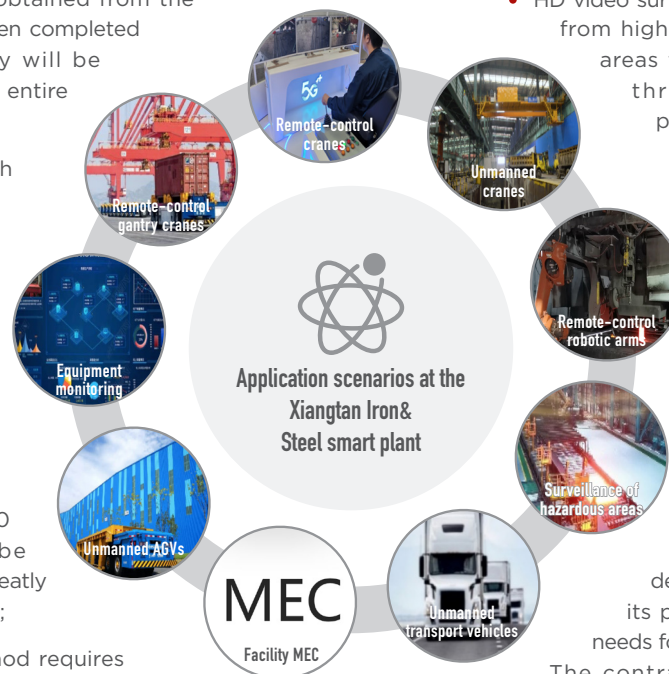 obtained from the
en completed
y will be
entire
h
HD video sur
from high
areas
thr
p
5G+
Remote-control
cranes
Unmanned
cranes
Remote-control
gantry cranes
Remote-control
robotic arms
Equipment
monitoring
Application scenarios at the
Xiangtan Iron&
Steel smart plant
Surveillance of
hazardous areas
Unmanned AGVs
MEC
Facility MEC
Unmanned
transport vehicles
0
be
eatly
;
nod requires
de
its p
needs fo
The contra